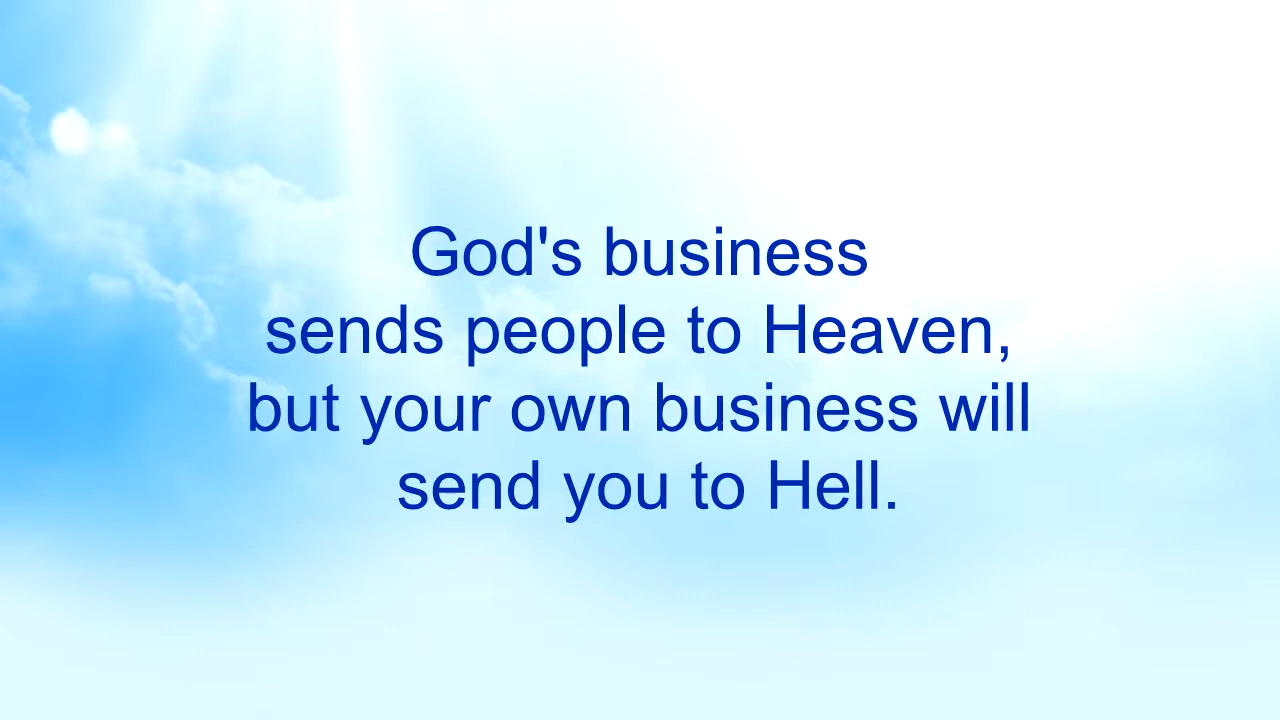 God's business
sends people to Heaven,
but your own business will
send you to Hell.